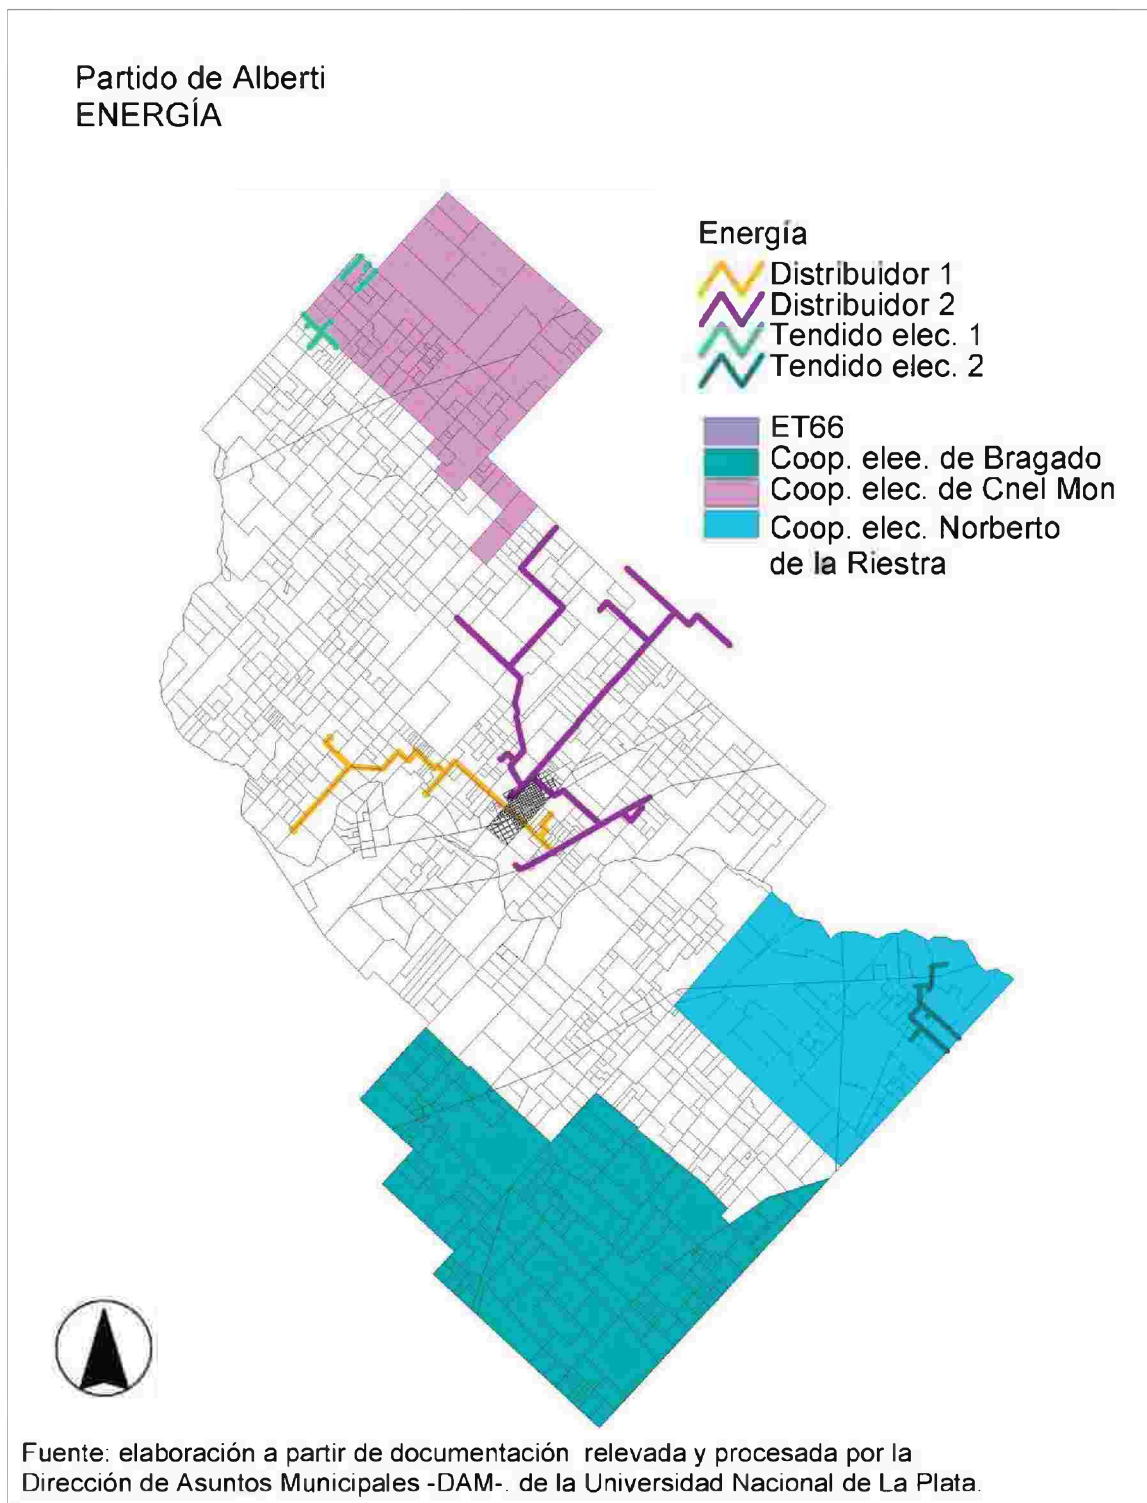 Partido de Alberti
ENERGÍA
Energía
Distribuidor 1
Distribuidor 2
Tendido elec. 1
Tendido elec. 2
ET66
Coop. elee. de Bragado
Coop. elec. de Cnel Mon
Coop. elec. Norberto
de la Riestra
Fuente: elaboración a partir de documentación relevada y procesada por la
Dirección de Asuntos Municipales -DAM-. de la Universidad Nacional de La Plata.